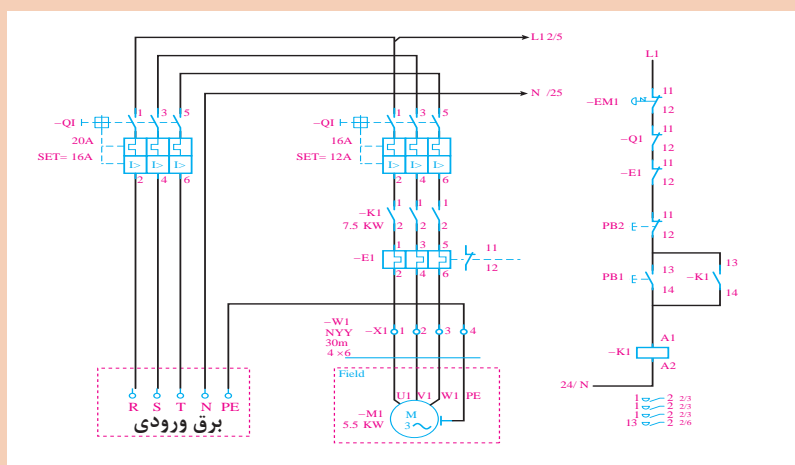 L1 2/5
N /25
1 3 5
–QI
20A
SET= 16A
I> I> I>
2 4 6
1 3 5
–QI
16A
SET= 12A
I> I> I>
2 4 6
1 1 1
–K1
7.5 KW
2 2 2
1 3 5
–E1
2 4 6
11
12
–W1
NYY
30m
4 ×6
–X1 1 2 3 4
Field
U1 V1 W1 PE
–M1
5.5 KW
M
3
R S T N PE
برق ورودی
L1
–EM1
11
12
–Q1
11
12
–E1
11
12
PB2
11
12
PB1
13
14
–K1
13
14
–K1
A1
A2
24/ N
1 2 2/3
1 2 2/3
1 2 2/3
13 2 2/6